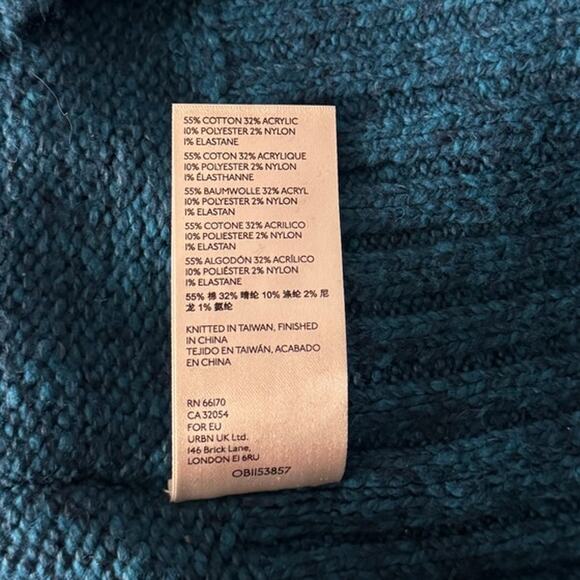 55% COTTON 32% ACRYLIC
10% POLYESTER 2% NYLON
1% ELASTANE
55% COTON 32% ACRYLIQUE
10% POLYESTER 2% NYLON
1% ÉLASTHANNE
55% BAUMWOLLE 32% ACRYL
10% POLYESTER 2% NYLON
1% ELASTAN
55% COTONE 32% ACRILICO
10% POLIESTERE 2% NYLON
1% ELASTAN
55% ALGODÓN 32% ACRÍLICO
10% POLIÉSTER 2% NYLON
1% ELASTANE
55% 棉 32% 晴纶 10% 涤纶 2% 尼
龙 1% 氨纶
KNITTED IN TAIWAN, FINISHED
IN CHINA
TEJIDO EN TAIWÁN, ACABADO
EN CHINA
RN 66170
CA 32054
FOR EU
URBN UK Ltd.
146 Brick Lane,
LONDON E1 6RU
OB1153857